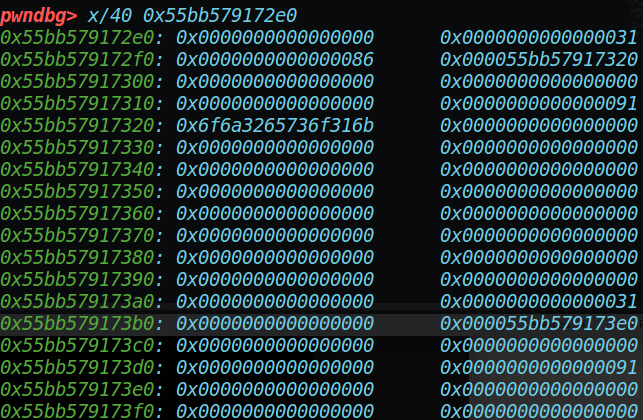 pwndbg> x/40 0x55bb579172e0
0x55bb579172e0: 0x0000000000000000 0x0000000000000031
0x55bb579172f0: 0x0000000000000086 0x000055bb57917320
0x55bb57917300: 0x0000000000000000 0x0000000000000000
0x55bb57917310: 0x0000000000000000 0x0000000000000091
0x55bb57917320: 0x6f6a3265736f316b 0x0000000000000000
0x55bb57917330: 0x0000000000000000 0x0000000000000000
0x55bb57917340: 0x0000000000000000 0x0000000000000000
0x55bb57917350: 0x0000000000000000 0x0000000000000000
0x55bb57917360: 0x0000000000000000 0x0000000000000000
0x55bb57917370: 0x0000000000000000 0x0000000000000000
0x55bb57917380: 0x0000000000000000 0x0000000000000000
0x55bb57917390: 0x0000000000000000 0x0000000000000000
0x55bb579173a0: 0x0000000000000000 0x0000000000000031
0x55bb579173b0: 0x0000000000000000 0x000055bb579173e0
0x55bb579173c0: 0x0000000000000000 0x0000000000000000
0x55bb579173d0: 0x0000000000000000 0x0000000000000091
0x55bb579173e0: 0x0000000000000000 0x0000000000000000
0x55bb579173f0: 0x0000000000000000 0x0000000000000000